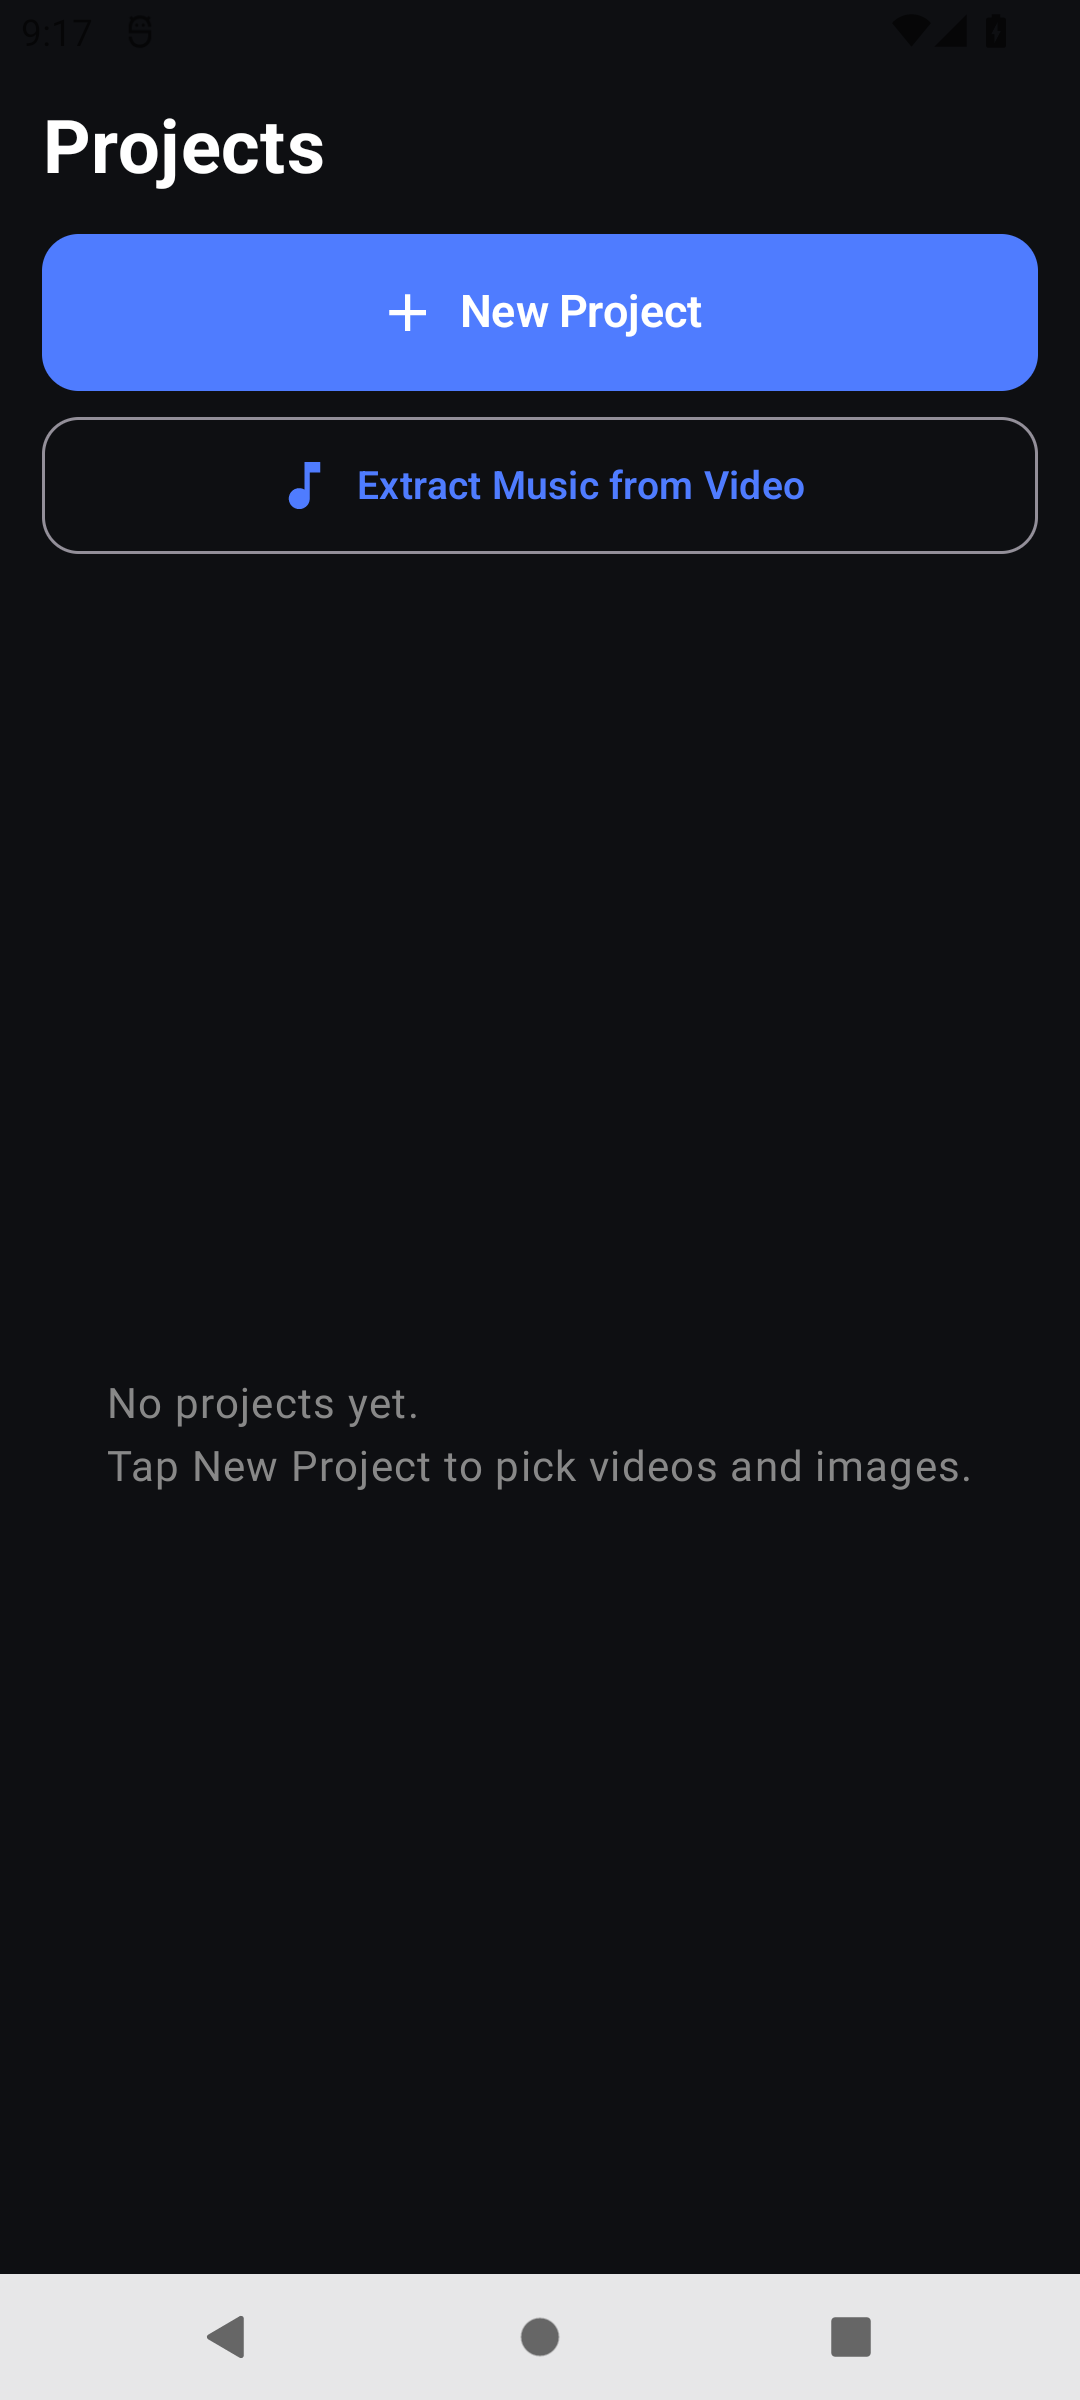 9:17
Projects
New Project
Extract Music from Video
No projects yet.
Tap New Project to pick videos and images.